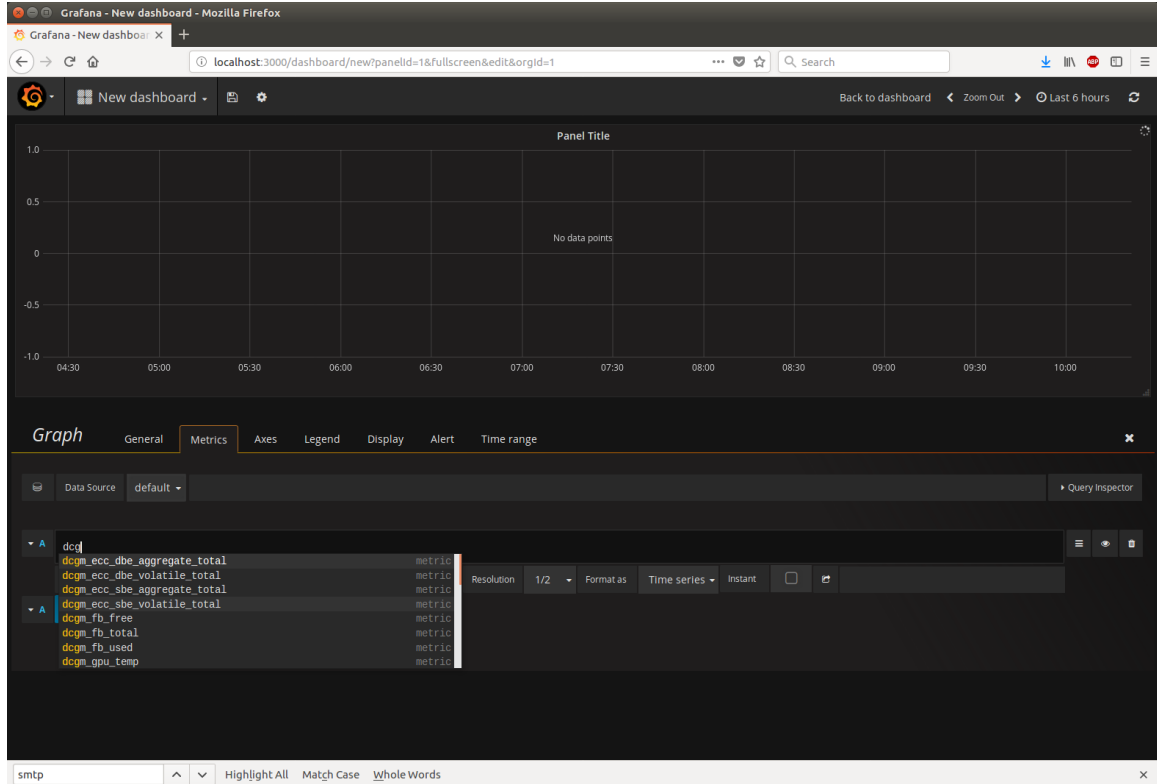 Grafana - New dashboard - Mozilla Firefox
Grafana - New dashboar
localhost:3000/dashboard/new?panelId=1&fullscreen&edit&orgId=1
Search
ABP
New dashboard
Back to dashboard
Zoom Out
Last 6 hours
Panel Title
1.0
0.5
No data points
0
-0.5
-1.0
04:30 05:00 05:30 06:00 06:30 07:00 07:30 08:00 08:30 09:00 09:30 10:00
Graph General Metrics Axes Legend Display Alert Time range
Data Source default Query Inspector
A dcg
dcgm_ecc_dbe_aggregate_total metric
dcgm_ecc_dbe_volatile_total metric
Resolution 1/2 Format as Time series Instant
dcgm_ecc_sbe_aggregate_total metric
dcgm_ecc_sbe_volatile_total metric
A
dcgm_fb_free metric
dcgm_fb_total metric
dcgm_fb_used metric
dcgm_gpu_temp metric
smtp Highlight All Match Case Whole Words